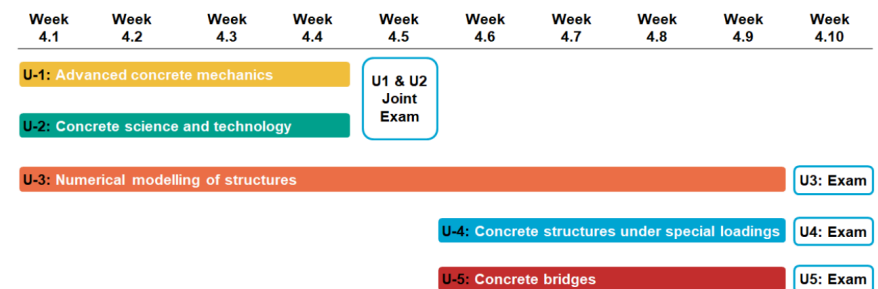 Week 4.1 Week 4.2 Week 4.3 Week 4.4 Week 4.5 Week 4.6 Week 4.7 Week 4.8 Week 4.9 Week 4.10
U-1: Advanced concrete mechanics
U1 & U2
Joint
Exam
U-2: Concrete science and technology
U-3: Numerical modelling of structures
U3: Exam
U-4: Concrete structures under special loadings
U4: Exam
U-5: Concrete bridges
U5: Exam